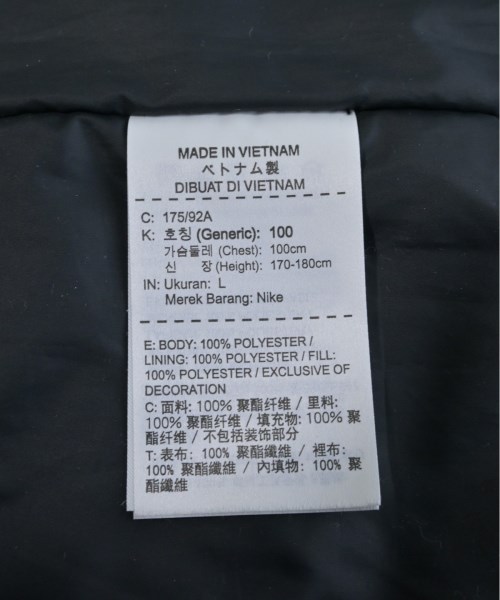 MADE IN VIETNAM
ベトナム製
DIBUAT DI VIETNAM
C: 175/92A
K: 호칭 (Generic): 100
가슴둘레 (Chest): 100cm
신 장 (Height): 170-180cm
IN: Ukuran: L
Merek Barang: Nike
E: BODY: 100% POLYESTER /
LINING: 100% POLYESTER / FILL:
100% POLYESTER / EXCLUSIVE OF
DECORATION
C: 面料: 100% 聚酯纤维 / 里料:
100% 聚酯纤维 / 填充物: 100% 聚
酯纤维 / 不包括装饰部分
T: 表布: 100% 聚酯纖維 / 裡布:
100% 聚酯纖維 / 內填物: 100% 聚
酯纖維